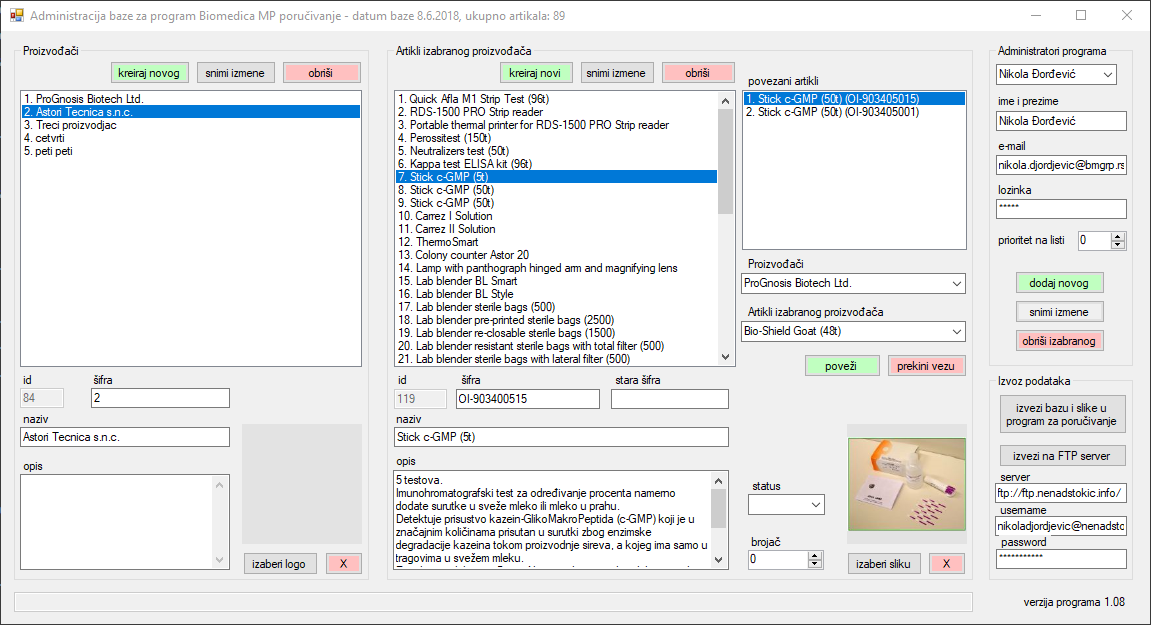 Administracija baze za program Biomedica MP poručivanje - datum baze 8.6.2018, ukupno artikala: 89
Proizvođači
kreiraj novog
snimi izmene
obriši
1. ProGnosis Biotech Ltd.
2. Astori Tecnica s.n.c.
3. Treci proizvodjac
4. cetvrti
5. peti peti
id
šifra
84
2
naziv
Astori Tecnica s.n.c.
opis
izaberi logo
X
Artikli izabranog proizvođača
kreiraj novi
snimi izmene
obriši
1. Quick Afla M1 Strip Test (96t)
2. RDS-1500 PRO Strip reader
3. Portable thermal printer for RDS-1500 PRO Strip reader
4. Perossitest (150t)
5. Neutralizers test (50t)
6. Kappa test ELISA kit (96t)
7. Stick c-GMP (5t)
8. Stick c-GMP (50t)
9. Stick c-GMP (50t)
10. Carrez I Solution
11. Carrez II Solution
12. ThermoSmart
13. Colony counter Astor 20
14. Lamp with panthograph hinged arm and magnifying lens
15. Lab blender BL Smart
16. Lab blender BL Style
17. Lab blender sterile bags (500)
18. Lab blender pre-printed sterile bags (2500)
19. Lab blender re-closable sterile bags (1500)
20. Lab blender resistant sterile bags with total filter (500)
21. Lab blender sterile bags with lateral filter (500)
id
šifra
stara šifra
119
OI-903400515
naziv
Stick c-GMP (5t)
opis
5 testova.
Imunohromatografski test za određivanje procenta namerno
dodate surutke u sveže mleko ili mleko u prahu.
Detektuje prisustvo kazein-GlikoMakroPeptida (c-GMP) koji je u
značajnim količinama prisutan u surutki zbog enzimske
degradacije kazeina tokom proizvodnje sireva, a kojeg ima samo u
tragovima u svežem mleku.
povezani artikli
1. Stick c-GMP (50t) (OI-903405015)
2. Stick c-GMP (50t) (OI-903405001)
Proizvođači
ProGnosis Biotech Ltd.
Artikli izabranog proizvođača
Bio-Shield Goat (48t)
poveži
prekini vezu
status
brojač
0
izaberi sliku
X
Administratori programa
Nikola Đorđević
ime i prezime
Nikola Đorđević
e-mail
nikola.djordjevic@bmgrp.rs
lozinka
*****
prioritet na listi
0
dodaj novog
snimi izmene
obriši izabranog
Izvoz podataka
izvezi bazu i slike u
program za poručivanje
izvezi na FTP server
server
ftp://ftp.nenadstokic.info/
username
nikoladjordjevic@nenadsto
password
***********
verzija programa 1.08